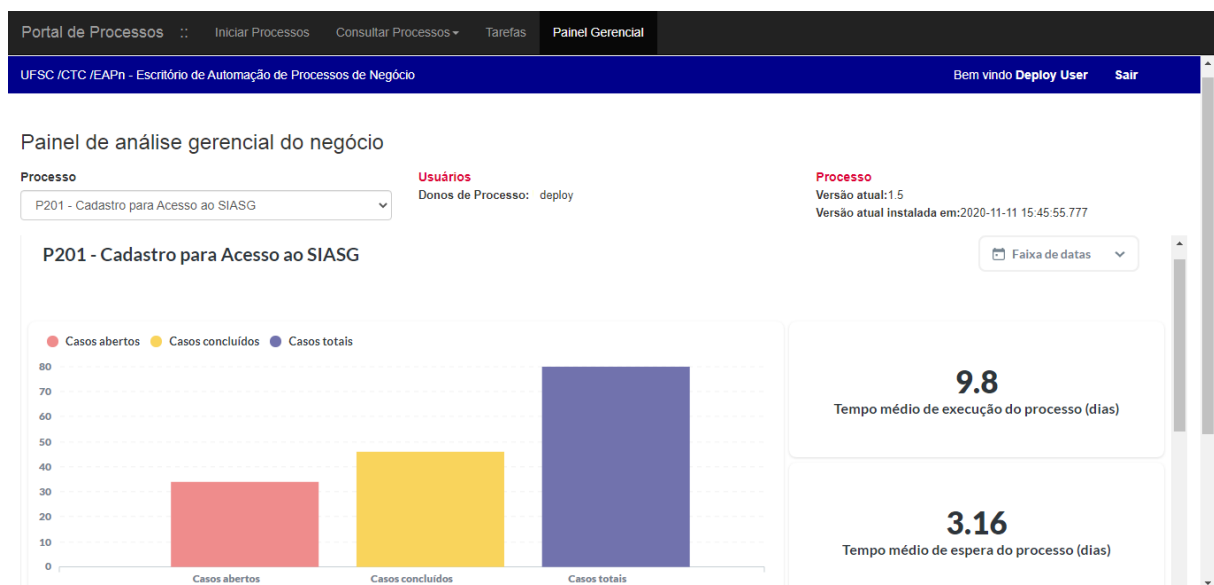 Portal de Processos :: Iniciar Processos Consultar Processos Tarefas Painel Gerencial
UFSC /CTC /EAPn - Escritório de Automação de Processos de Negócio Bem vindo Deploy User Sair
Painel de análise gerencial do negócio
Processo
P201 - Cadastro para Acesso ao SIASG
Usuários
Donos de Processo: deploy
Processo
Versão atual:1.5
Versão atual instalada em:2020-11-11 15:45:55.777
P201 - Cadastro para Acesso ao SIASG
Faixa de datas
Casos abertos Casos concluídos Casos totais
80
70
60
50
40
30
20
10
0
Casos abertos Casos concluídos Casos totais
9.8
Tempo médio de execução do processo (dias)
3.16
Tempo médio de espera do processo (dias)